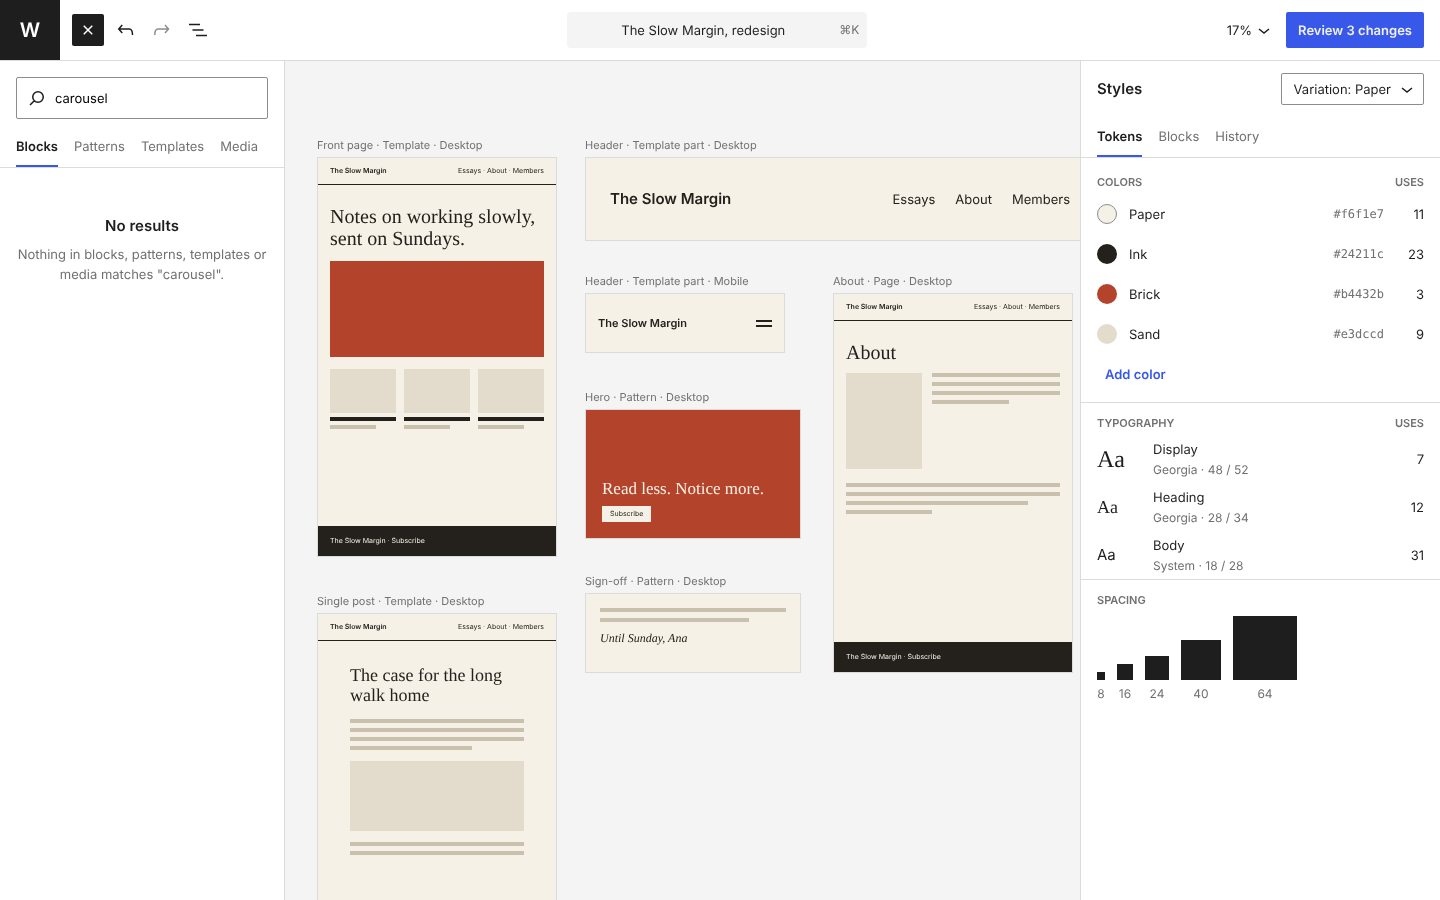 W
The Slow Margin, redesign
⌘K
17%
Review 3 changes
carousel
Blocks
Patterns
Templates
Media
No results
Nothing in blocks, patterns, templates or
media matches "carousel".
Front page · Template · Desktop
The Slow Margin
Essays · About · Members
Notes on working slowly,
sent on Sundays.
The Slow Margin · Subscribe
Single post · Template · Desktop
The Slow Margin
Essays · About · Members
The case for the long
walk home
Header · Template part · Desktop
The Slow Margin
Essays
About
Members
Header · Template part · Mobile
The Slow Margin
Hero · Pattern · Desktop
Read less. Notice more.
Subscribe
Sign-off · Pattern · Desktop
Until Sunday, Ana
About · Page · Desktop
The Slow Margin
Essays · About · Members
About
The Slow Margin · Subscribe
Styles
Variation: Paper
Tokens
Blocks
History
COLORS
USES
Paper
#f6f1e7
11
Ink
#24211c
23
Brick
#b4432b
3
Sand
#e3dccd
9
Add color
TYPOGRAPHY
USES
Aa
Display
Georgia · 48 / 52
7
Aa
Heading
Georgia · 28 / 34
12
Aa
Body
System · 18 / 28
31
SPACING
8
16
24
40
64